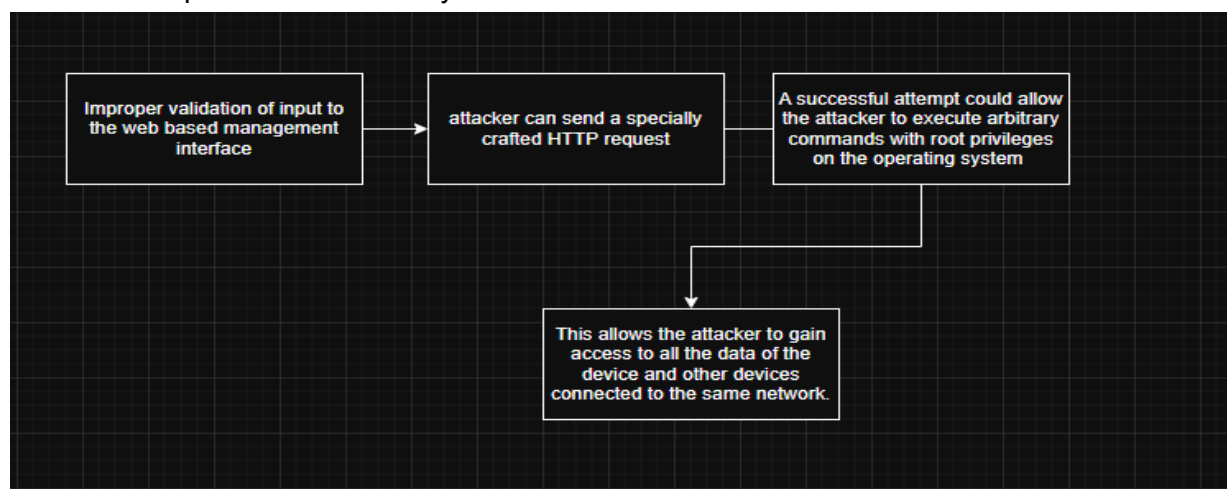 Improper validation of input to
the web based management
interface
attacker can send a specially
crafted HTTP request
A successful attempt could allow
the attacker to execute arbitrary
commands with root privileges
on the operating system
This allows the attacker to gain
access to all the data of the
device and other devices
connected to the same network.